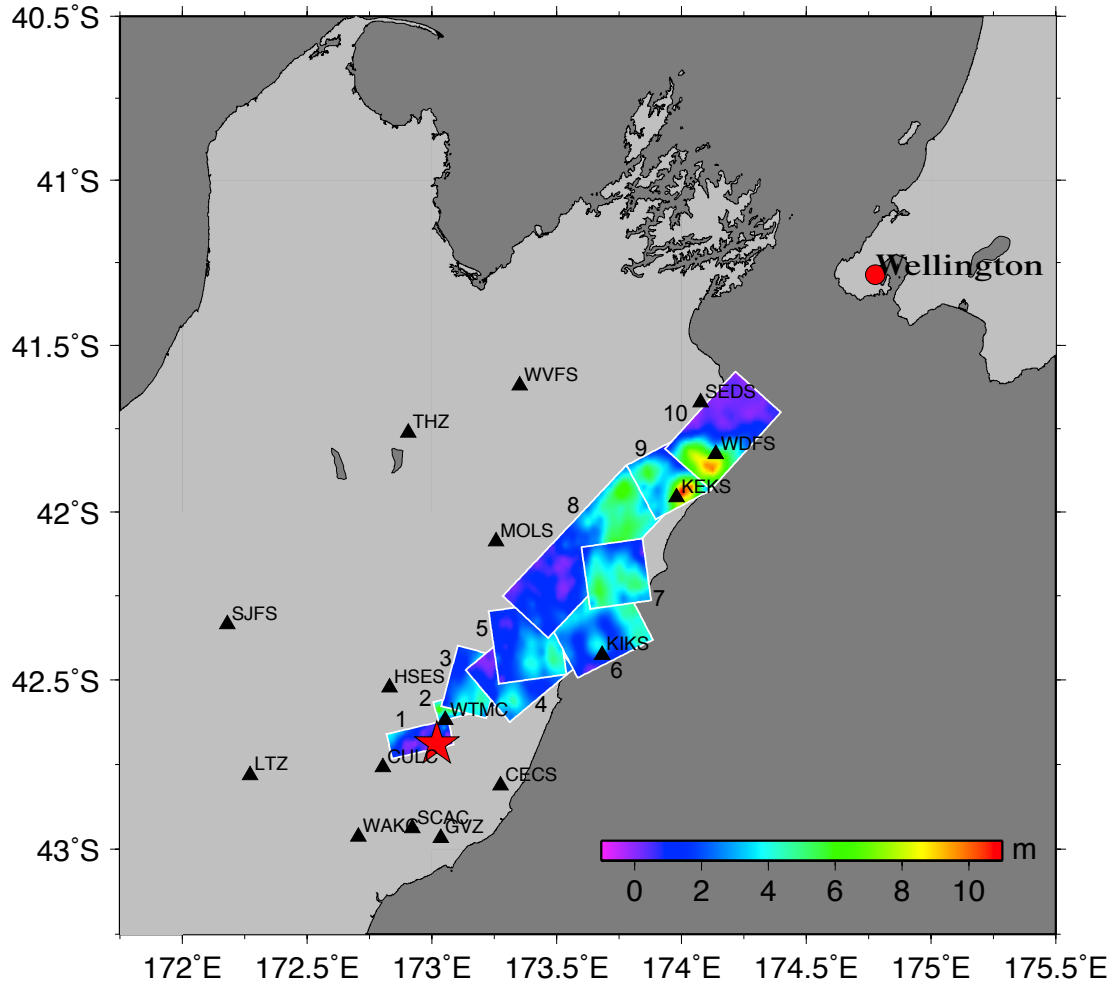 40.5˚S
41˚S
Wellington
41.5˚S
WVFS
SEDS
10
THZ
WDFS
9
KEKS
42˚S
8
MOLS
7
SJFS
5
KIKS
6
3
42.5˚S
HSES
2
4
WTMC
1
CULC
LTZ
CECS
SCAC
WAKC
GVZ
43˚S
m
0 2 4 6 8 10
172˚E 172.5˚E 173˚E 173.5˚E 174˚E 174.5˚E 175˚E 175.5˚E